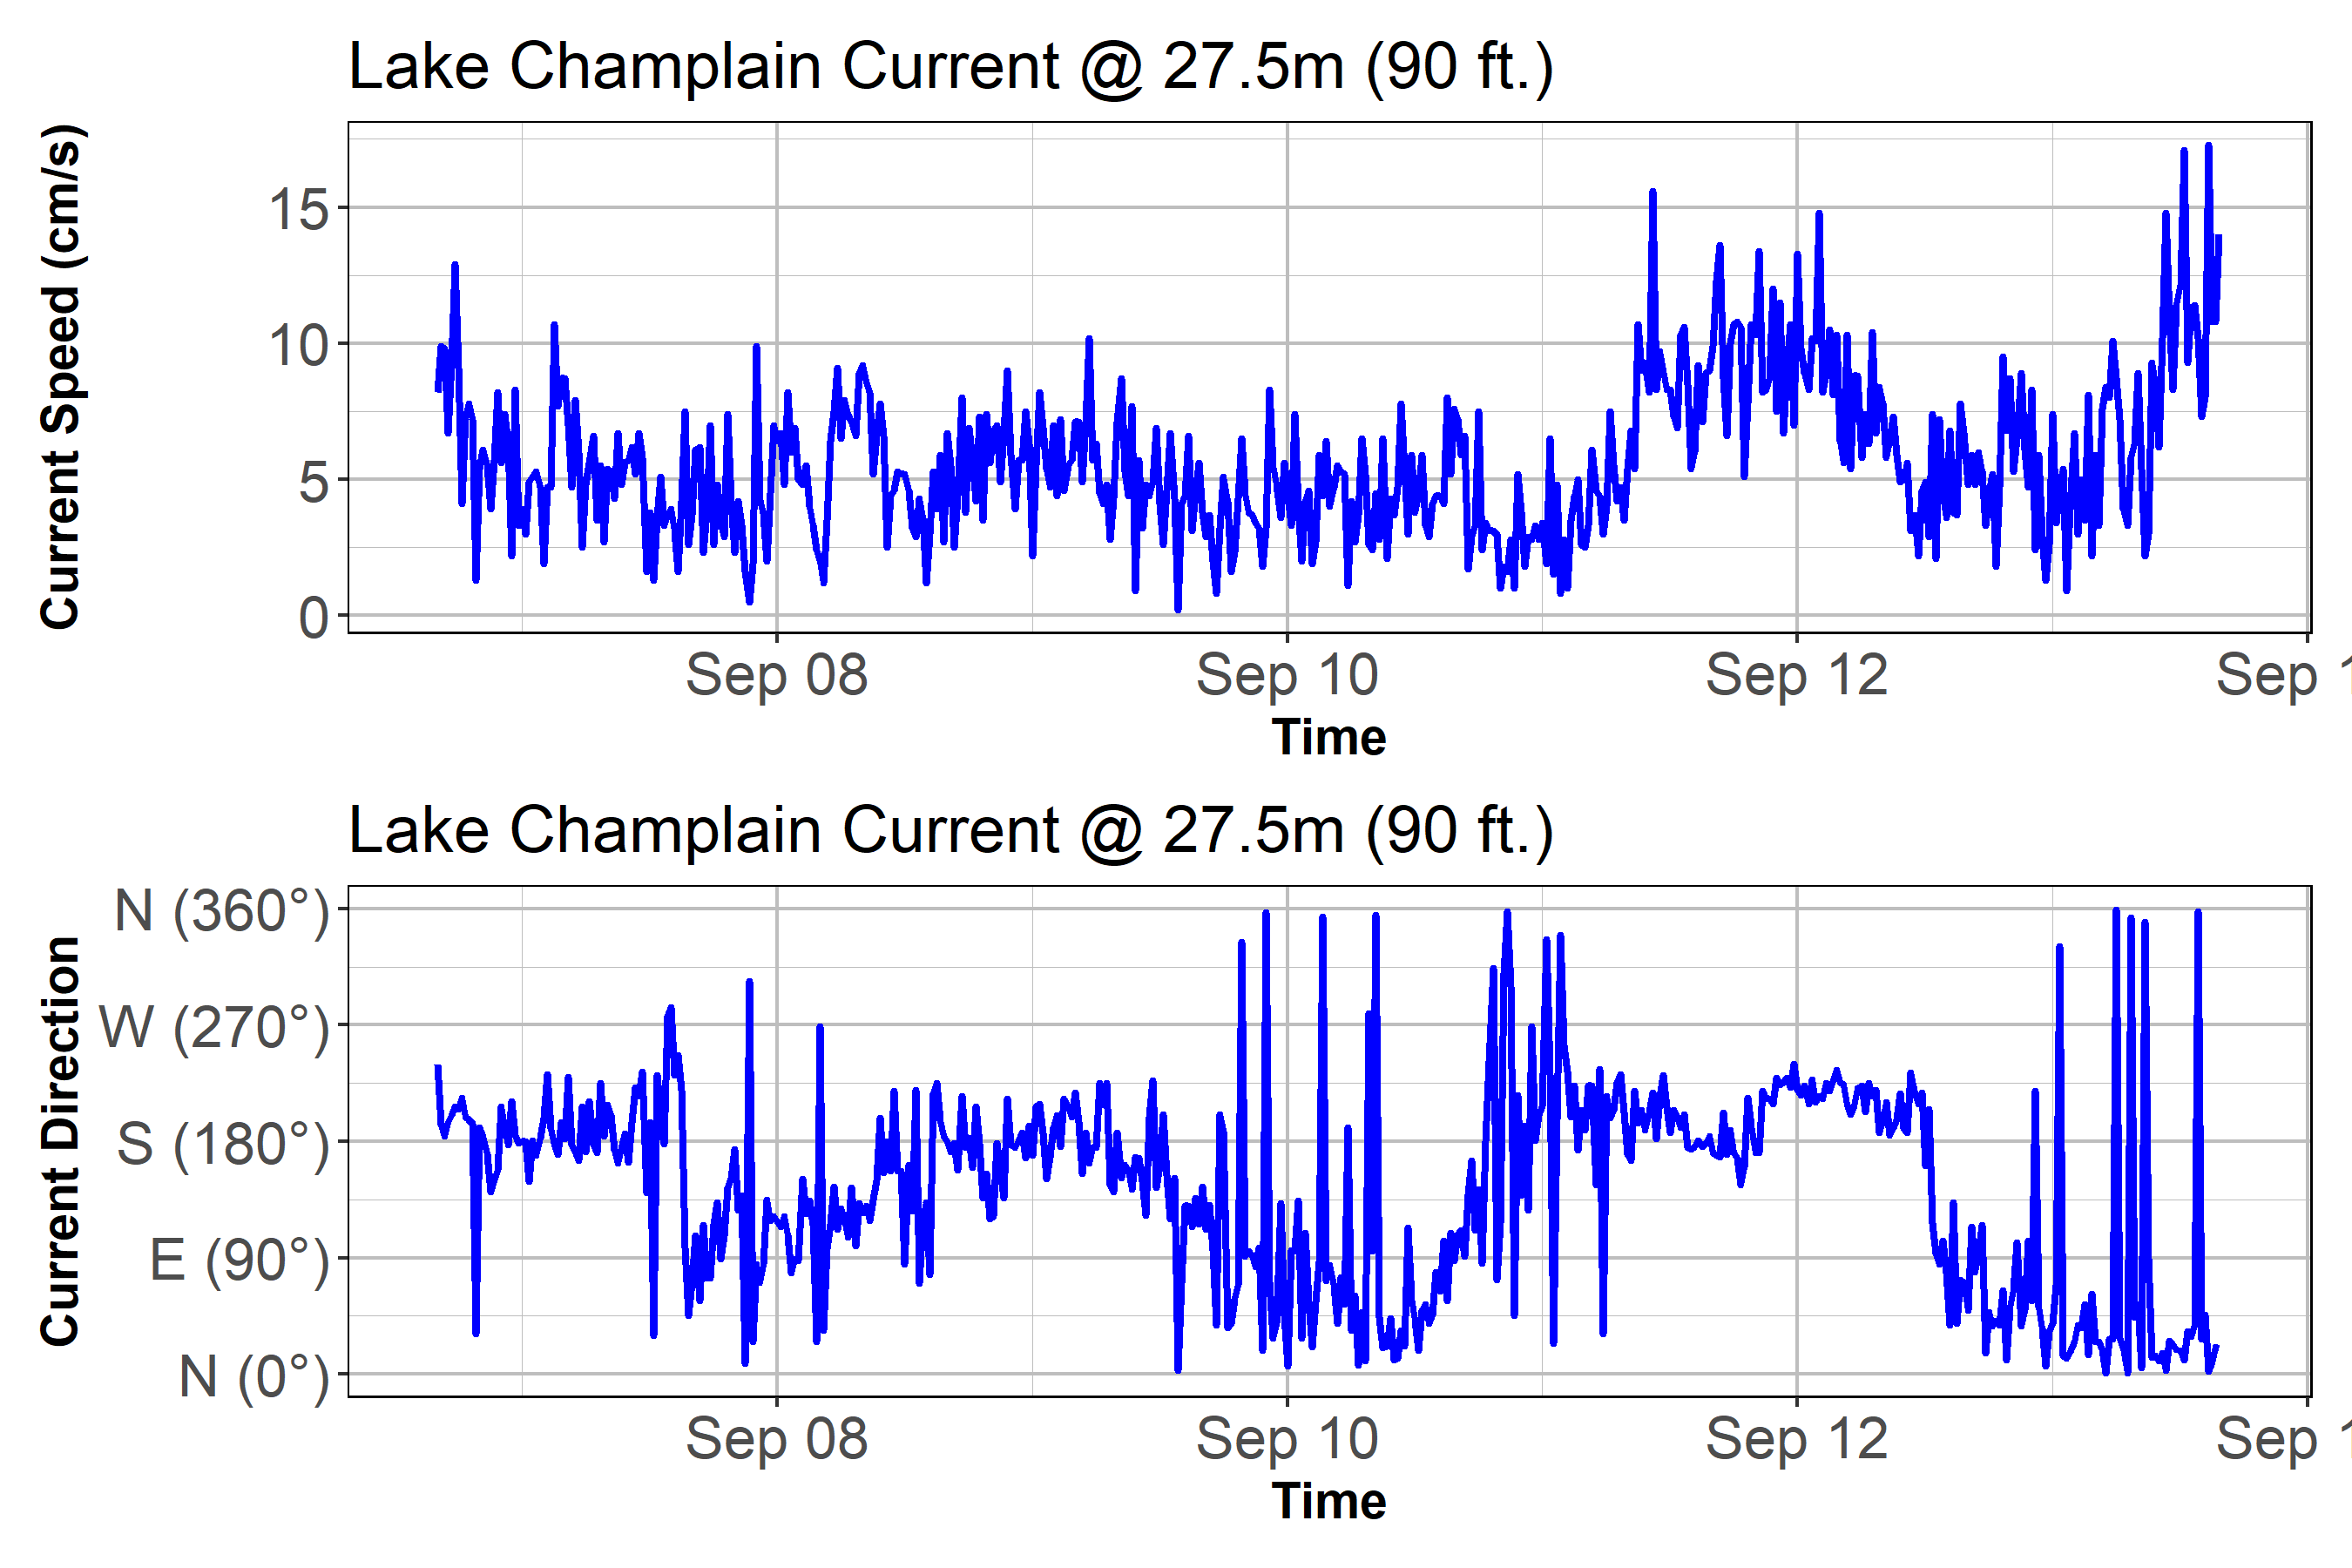 Lake Champlain Current @ 27.5m (90 ft.)
Current Speed (cm/s)
15
10
5
0
Sep 08 Sep 10 Sep 12 Sep 1
Time
Lake Champlain Current @ 27.5m (90 ft.)
Current Direction
N (360°)
W (270°)
S (180°)
E (90°)
N (0°)
Sep 08 Sep 10 Sep 12 Sep 1
Time